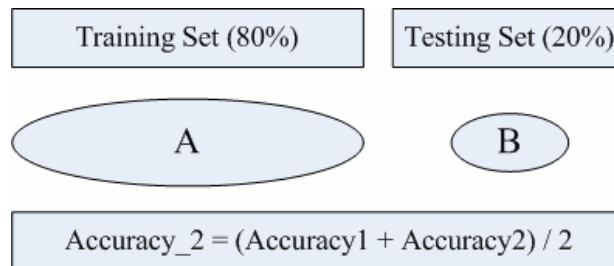 Training Set (80%)
Testing Set (20%)
A
B
Accuracy_2 = (Accuracy1 + Accuracy2) / 2